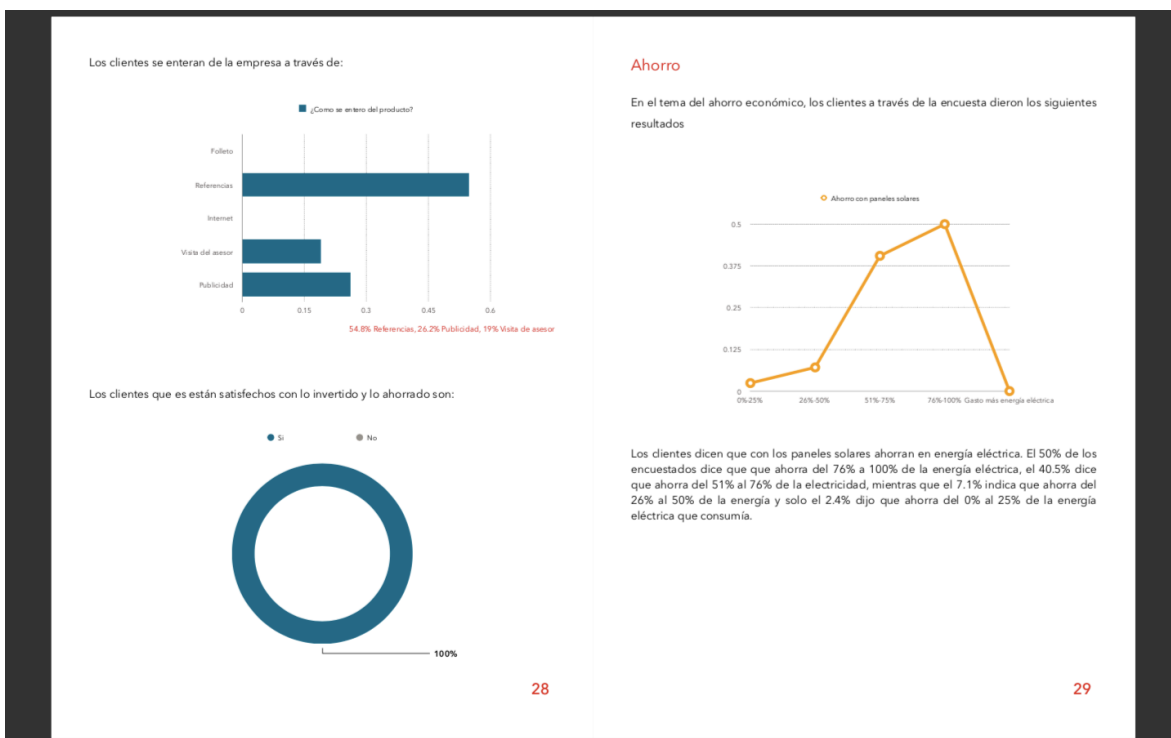 Los clientes se enteran de la empresa a través de:
¿Como se entero del producto?
Folleto
Referencias
Internet
Visita del asesor
Publicidad
0 0.15 0.3 0.45 0.6
54.8% Referencias, 26.2% Publicidad, 19% Visita de asesor
Los clientes que es están satisfechos con lo invertido y lo ahorrado son:
Si No
100%
28
Ahorro
En el tema del ahorro económico, los clientes a través de la encuesta dieron los siguientes
resultados
Ahorro con paneles solares
0.5
0.375
0.25
0.125
0
0%-25% 26%-50% 51%-75% 76%-100% Gasto más energía eléctrica
Los clientes dicen que con los paneles solares ahorran en energía eléctrica. El 50% de los
encuestados dice que que ahorra del 76% a 100% de la energía eléctrica, el 40.5% dice
que ahorra del 51% al 76% de la electricidad, mientras que el 7.1% indica que ahorra del
26% al 50% de la energía y solo el 2.4% dijo que ahorra del 0% al 25% de la energía
eléctrica que consumía.
29